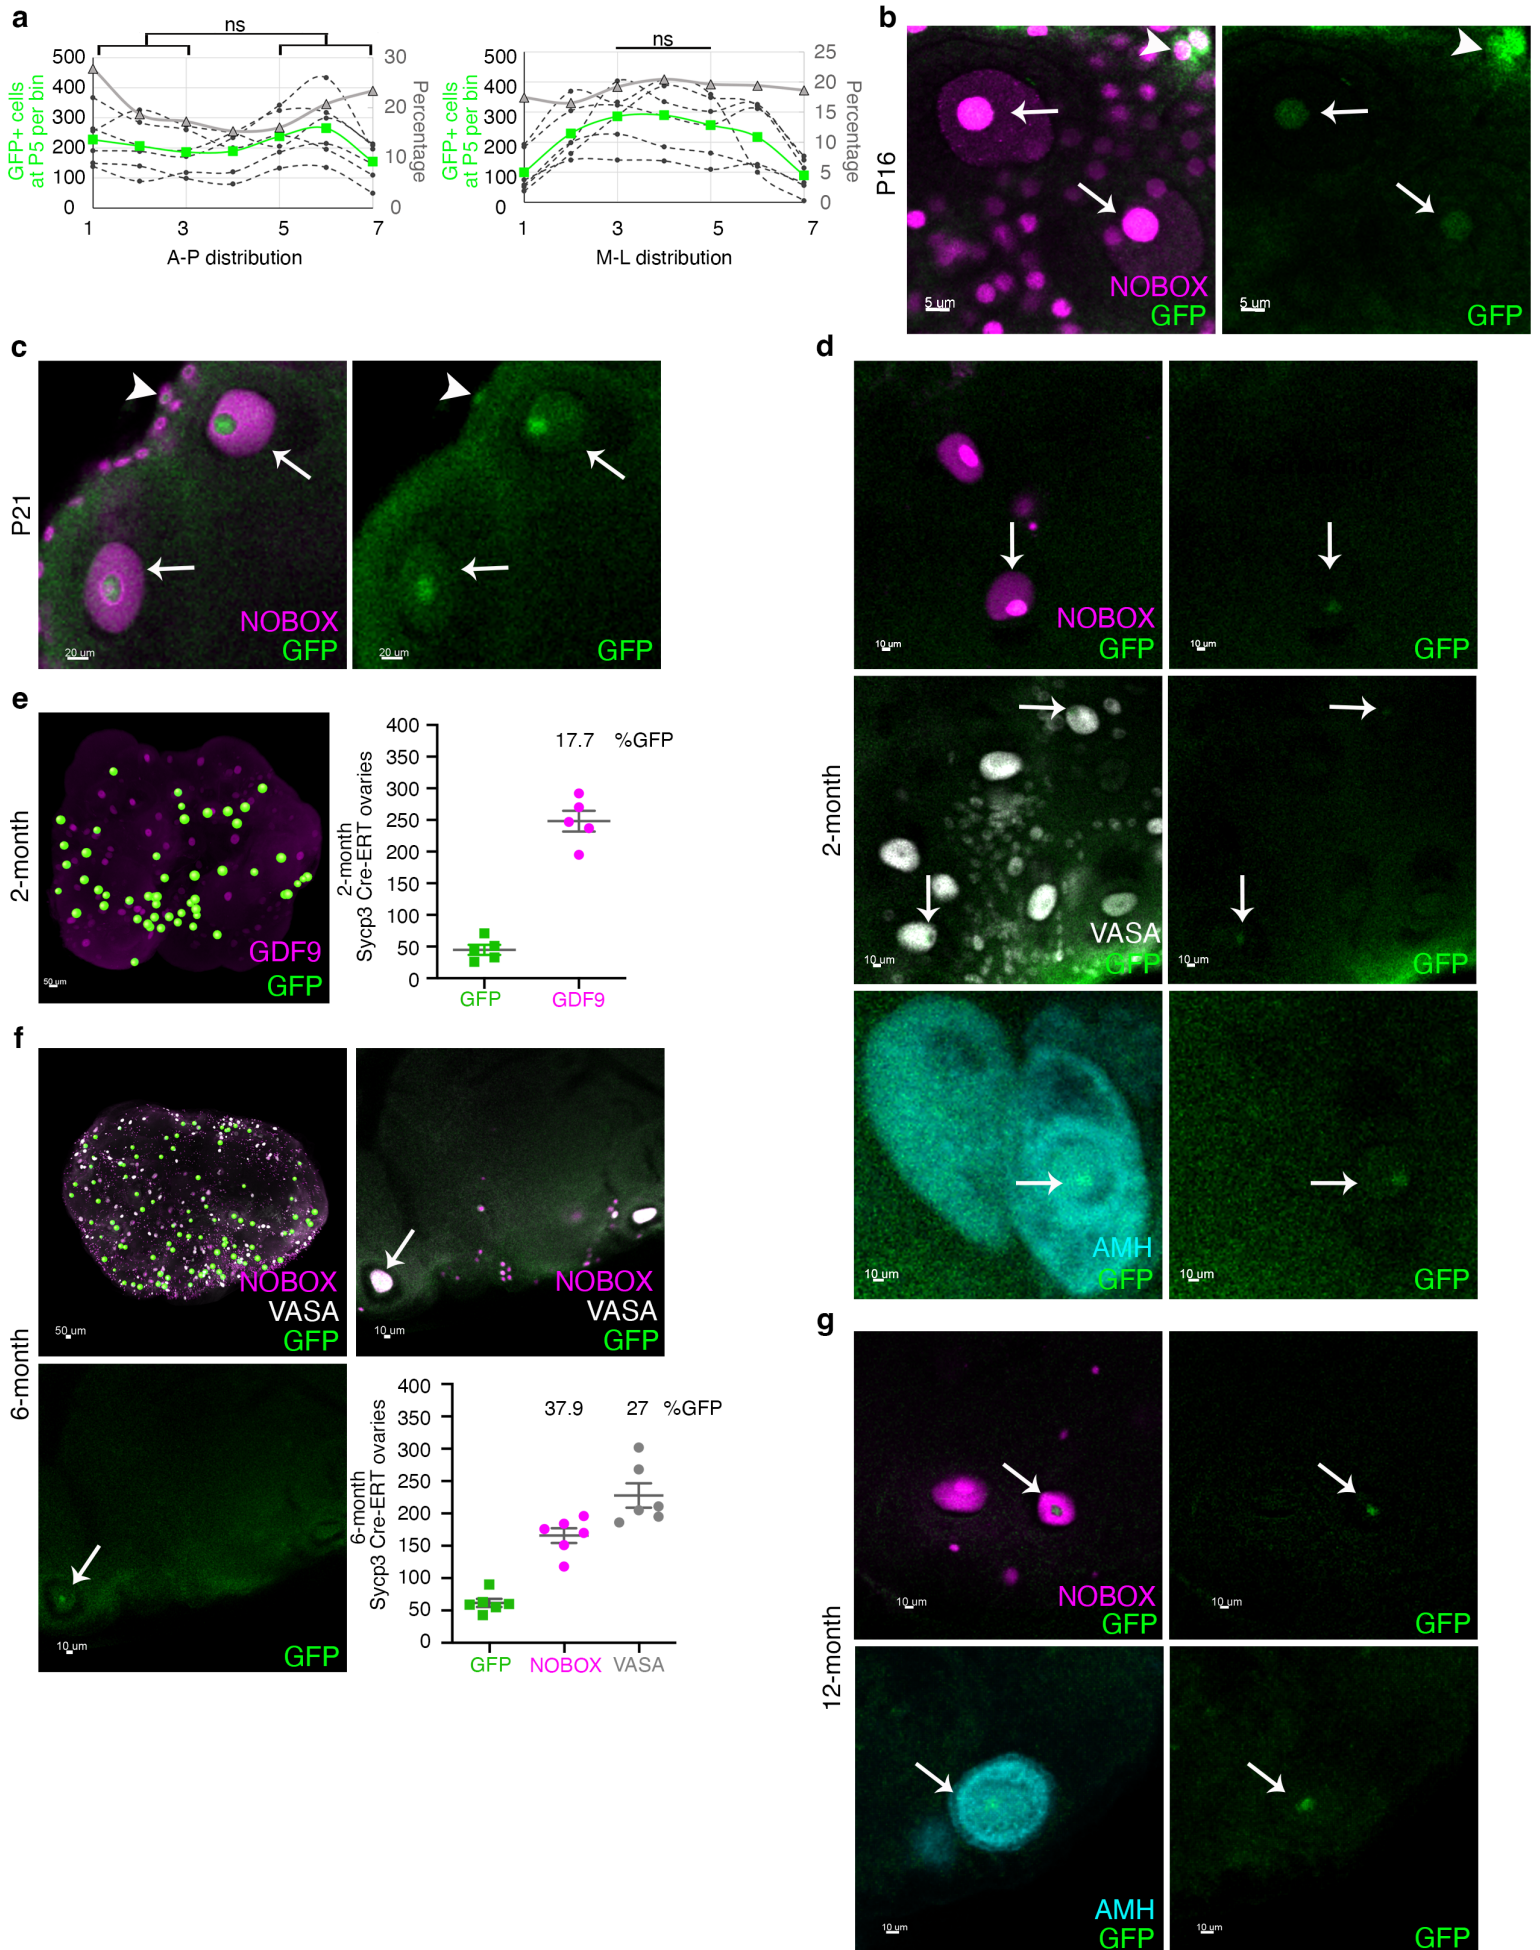 a
ns
500
400
300
200
100
0
GFP+ cells
at P5 per bin
30
20
10
0
Percentage
1 3 5 7
A-P distribution
ns
500
400
300
200
100
0
GFP+ cells
at P5 per bin
25
20
15
10
5
0
Percentage
1 3 5 7
M-L distribution
b
P16
5 um
NOBOX
GFP
5 um
GFP
c
P21
20 um
NOBOX
GFP
20 um
GFP
d
2-month
10 um
NOBOX
GFP
10 um
GFP
10 um
VASA
GFP
10 um
GFP
10 um
AMH
GFP
10 um
GFP
e
2-month
50 um
GDF9
GFP
2-month
Sycp3 Cre-ERT ovaries
400
350
300
250
200
150
100
50
0
17.7 %GFP
GFP GDF9
f
6-month
50 um
NOBOX
VASA
GFP
10 um
NOBOX
VASA
GFP
10 um
GFP
6-month
Sycp3 Cre-ERT ovaries
400
350
300
250
200
150
100
50
0
37.9 27 %GFP
GFP NOBOX VASA
g
12-month
10 um
NOBOX
GFP
10 um
GFP
10 um
AMH
GFP
10 um
GFP